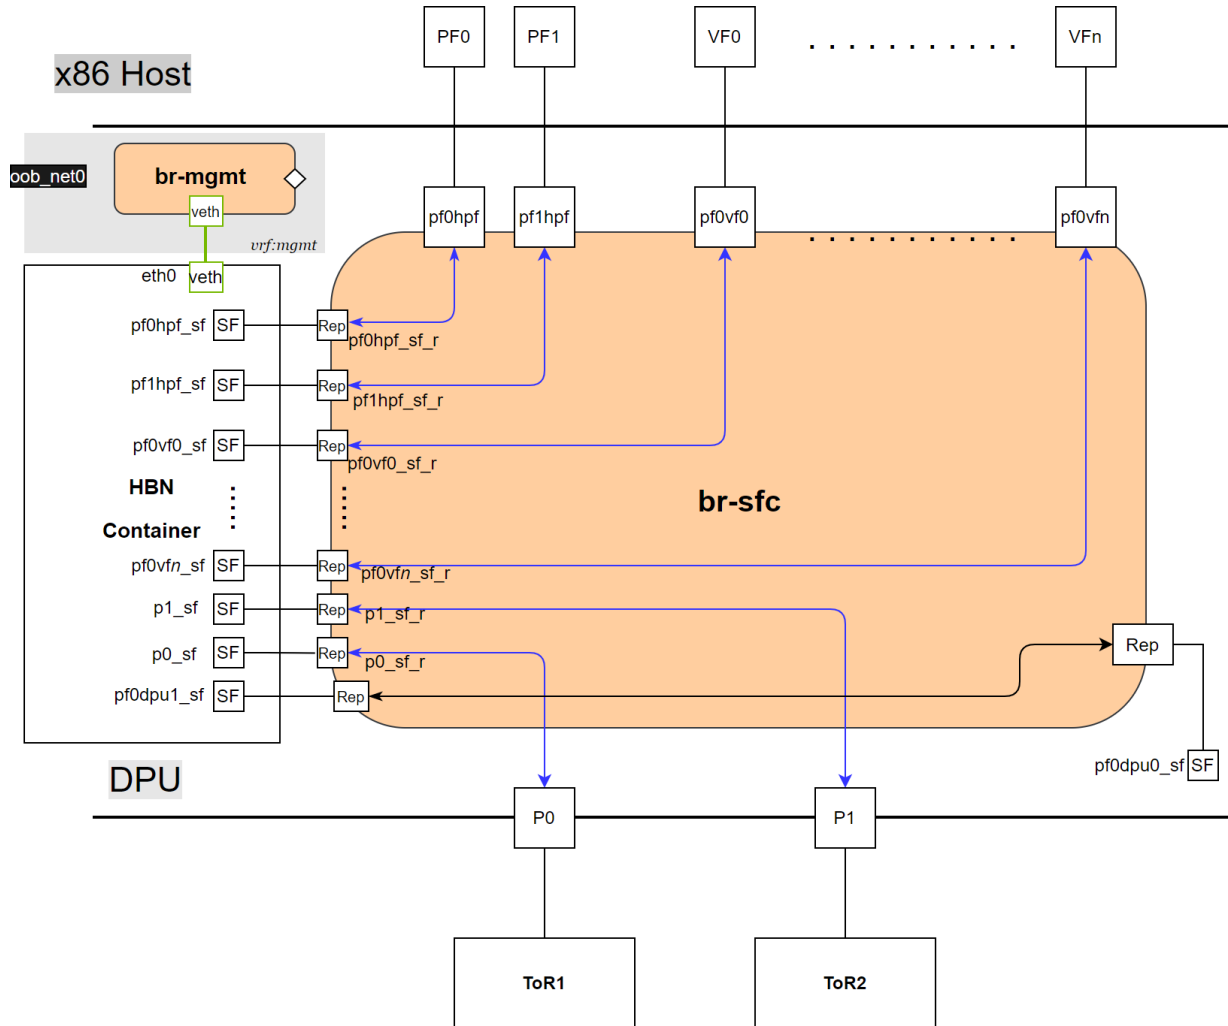 PF0
PF1
VF0
. . . . . . . . . . .
VFn
x86 Host
oob_net0
br-mgmt
veth
vrf:mgmt
pf0hpf
pf1hpf
pf0vf0
. . . . . . . . . . .
pf0vfn
eth0
veth
pf0hpf_sf
SF
Rep
pf0hpf_sf_r
pf1hpf_sf
SF
Rep
pf1hpf_sf_r
pf0vf0_sf
SF
Rep
pf0vf0_sf_r
HBN
Container
br-sfc
pf0vfn_sf
SF
Rep
pf0vfn_sf_r
p1_sf
SF
Rep
p1_sf_r
p0_sf
SF
Rep
p0_sf_r
Rep
pf0dpu1_sf
SF
Rep
pf0dpu0_sf
SF
DPU
P0
P1
ToR1
ToR2